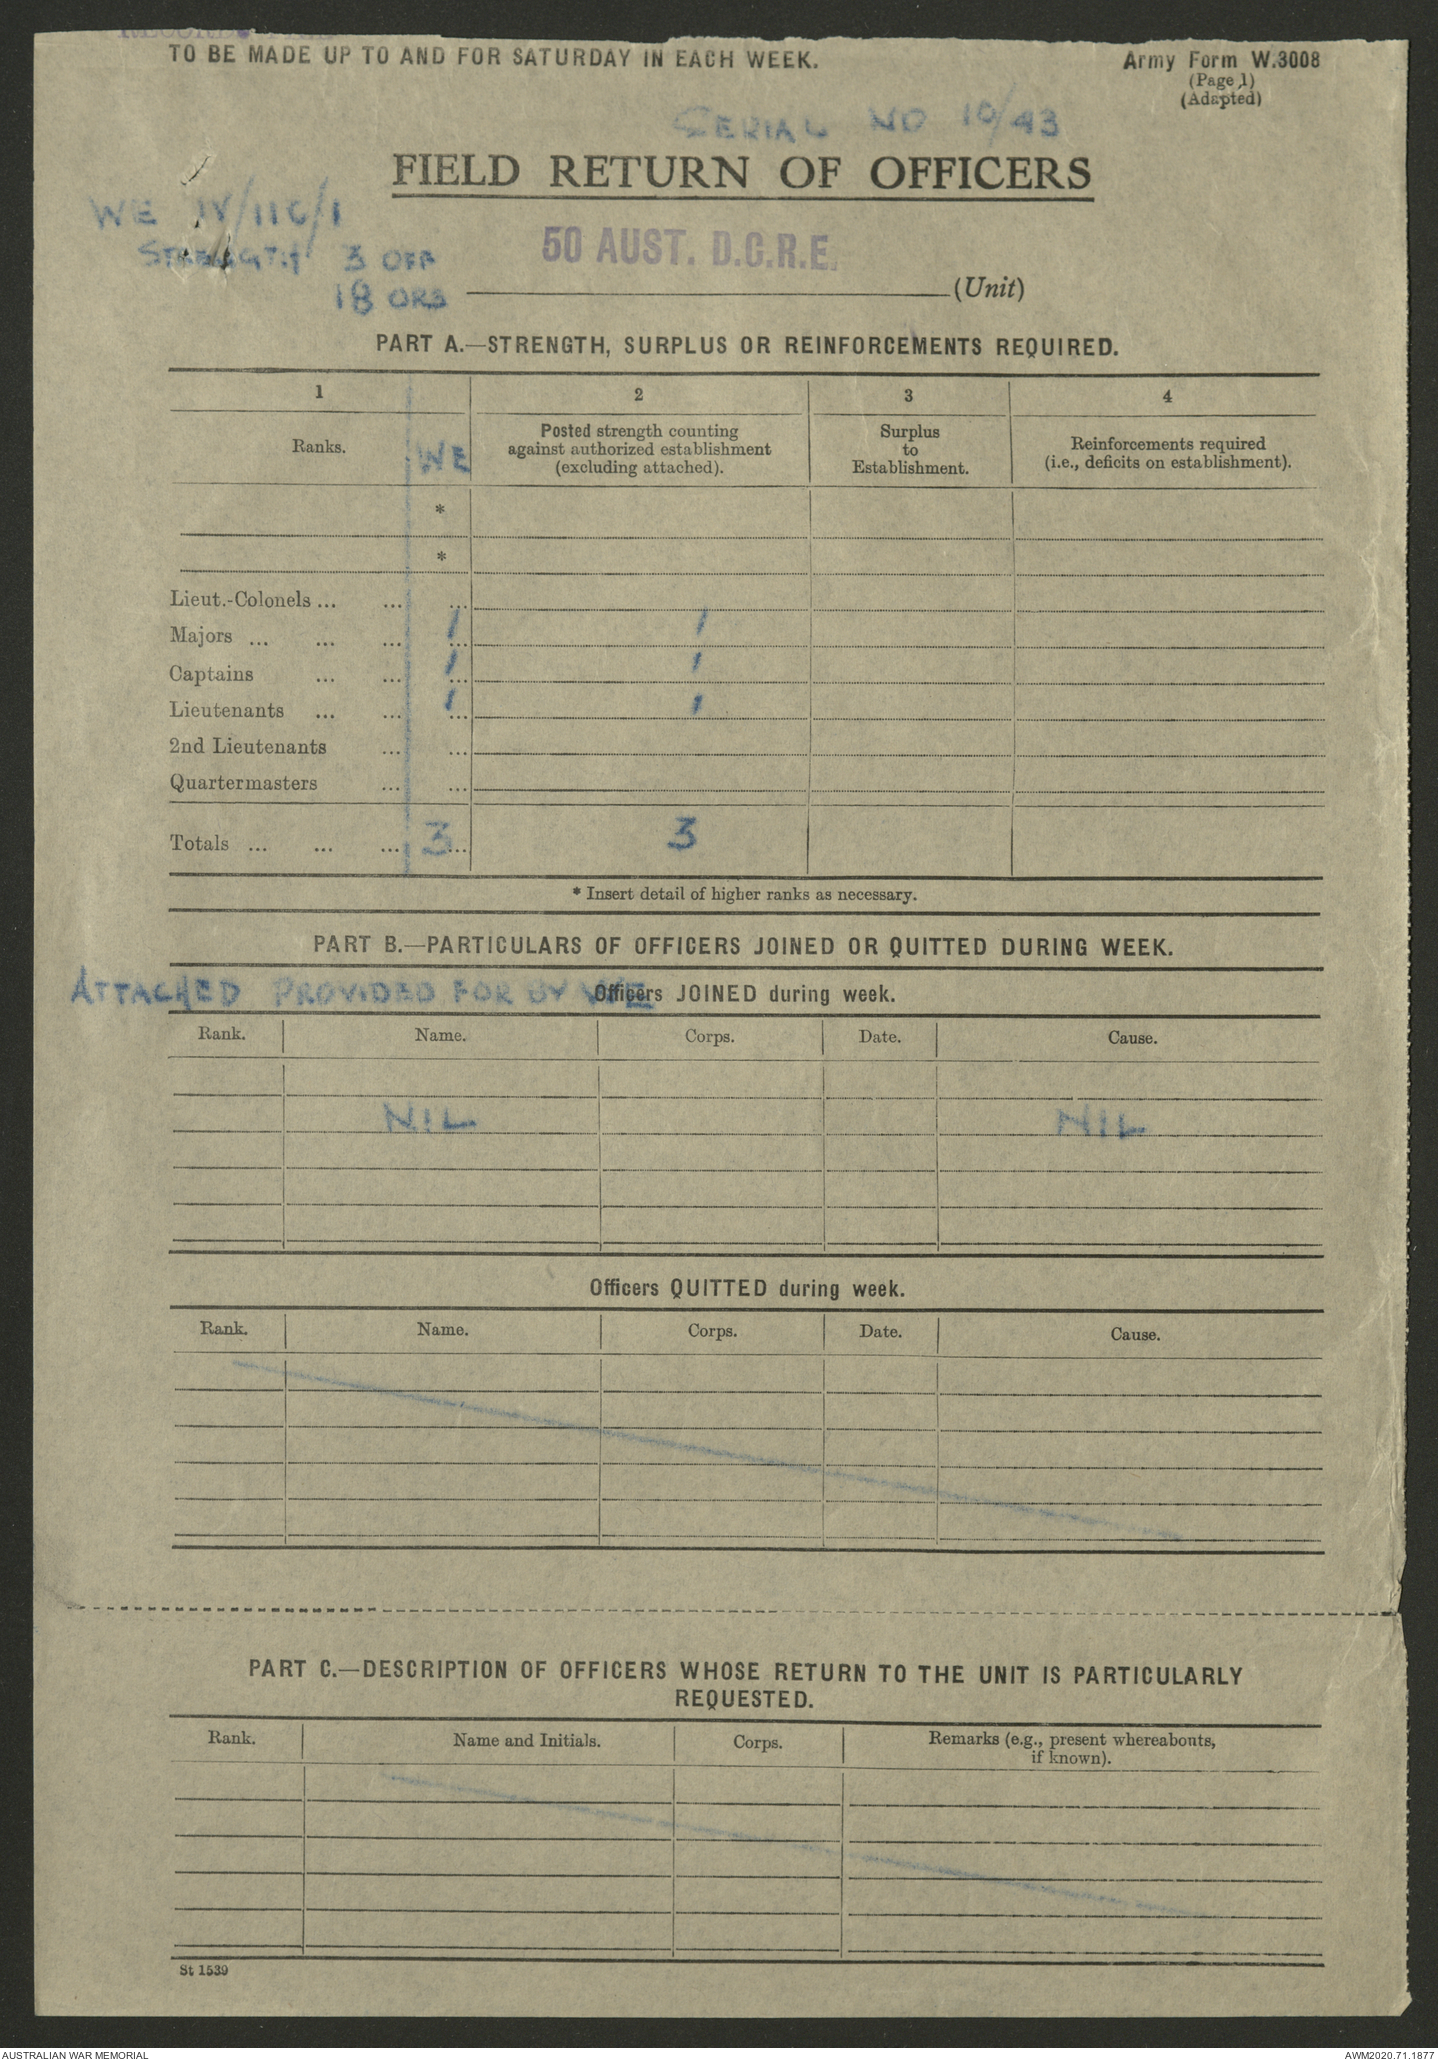 TO BE MADE UP TO AND FOR SATURDAY IN EACH WEEK.
Army Form W.3008
(Page 1)
(Adapted)
SERIAL NO 10/43
FIELD RETURN OF OFFICERS
WE IV/11C/1
STRENGTH 3 OFF
18 ORS
50 AUST. D.C.R.E.
(Unit)
PART A.—STRENGTH, SURPLUS OR REINFORCEMENTS REQUIRED.
1 2 3 4
Ranks. WE
Posted strength counting
against authorized establishment
(excluding attached).
Surplus
to
Establishment.
Reinforcements required
(i.e., deficits on establishment).
*
*
Lieut.-Colonels ... ... ...
Majors ... ... ... 1 ... 1
Captains ... ... 1 ... 1
Lieutenants ... ... 1 ... 1
2nd Lieutenants ... ...
Quartermasters ... ...
Totals ... ... ... 3 ... 3
* Insert detail of higher ranks as necessary.
PART B.—PARTICULARS OF OFFICERS JOINED OR QUITTED DURING WEEK.
ATTACHED PROVIDED FOR BY WE
Officers JOINED during week.
Rank. Name. Corps. Date. Cause.
NIL NIL
Officers QUITTED during week.
Rank. Name. Corps. Date. Cause.
PART C.—DESCRIPTION OF OFFICERS WHOSE RETURN TO THE UNIT IS PARTICULARLY
REQUESTED.
Rank. Name and Initials. Corps. Remarks (e.g., present whereabouts,
if known).
St 1539
AUSTRALIAN WAR MEMORIAL
AWM2020.71.1877